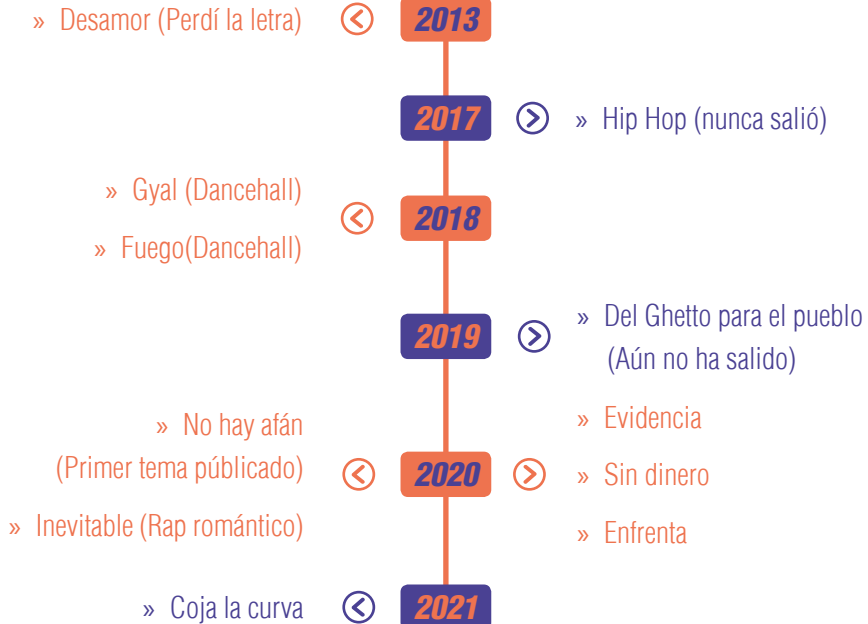 » Desamor (Perdí la letra)
2013
2017
» Hip Hop (nunca salió)
» Gyal (Dancehall)
» Fuego(Dancehall)
2018
2019
» Del Ghetto para el pueblo
(Aún no ha salido)
» No hay afán
(Primer tema públicado)
» Inevitable (Rap romántico)
2020
» Evidencia
» Sin dinero
» Enfrenta
» Coja la curva
2021